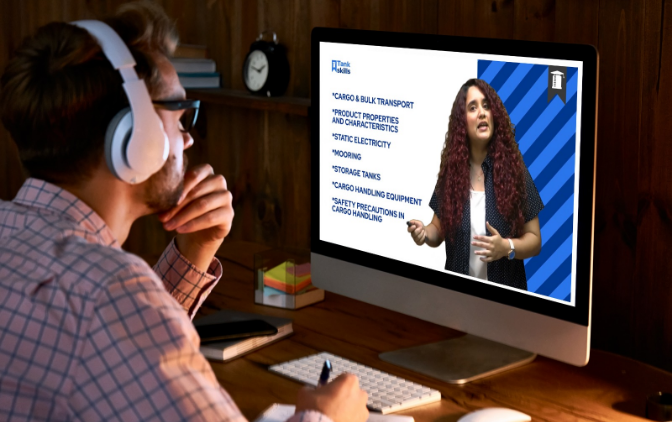 Tank
skills
*CARGO & BULK TRANSPORT
*PRODUCT PROPERTIES
AND CHARACTERISTICS
*STATIC ELECTRICITY
*MOORING
*STORAGE TANKS
*CARGO HANDLING EQUIPMENT
*SAFETY PRECAUTIONS IN
CARGO HANDLING